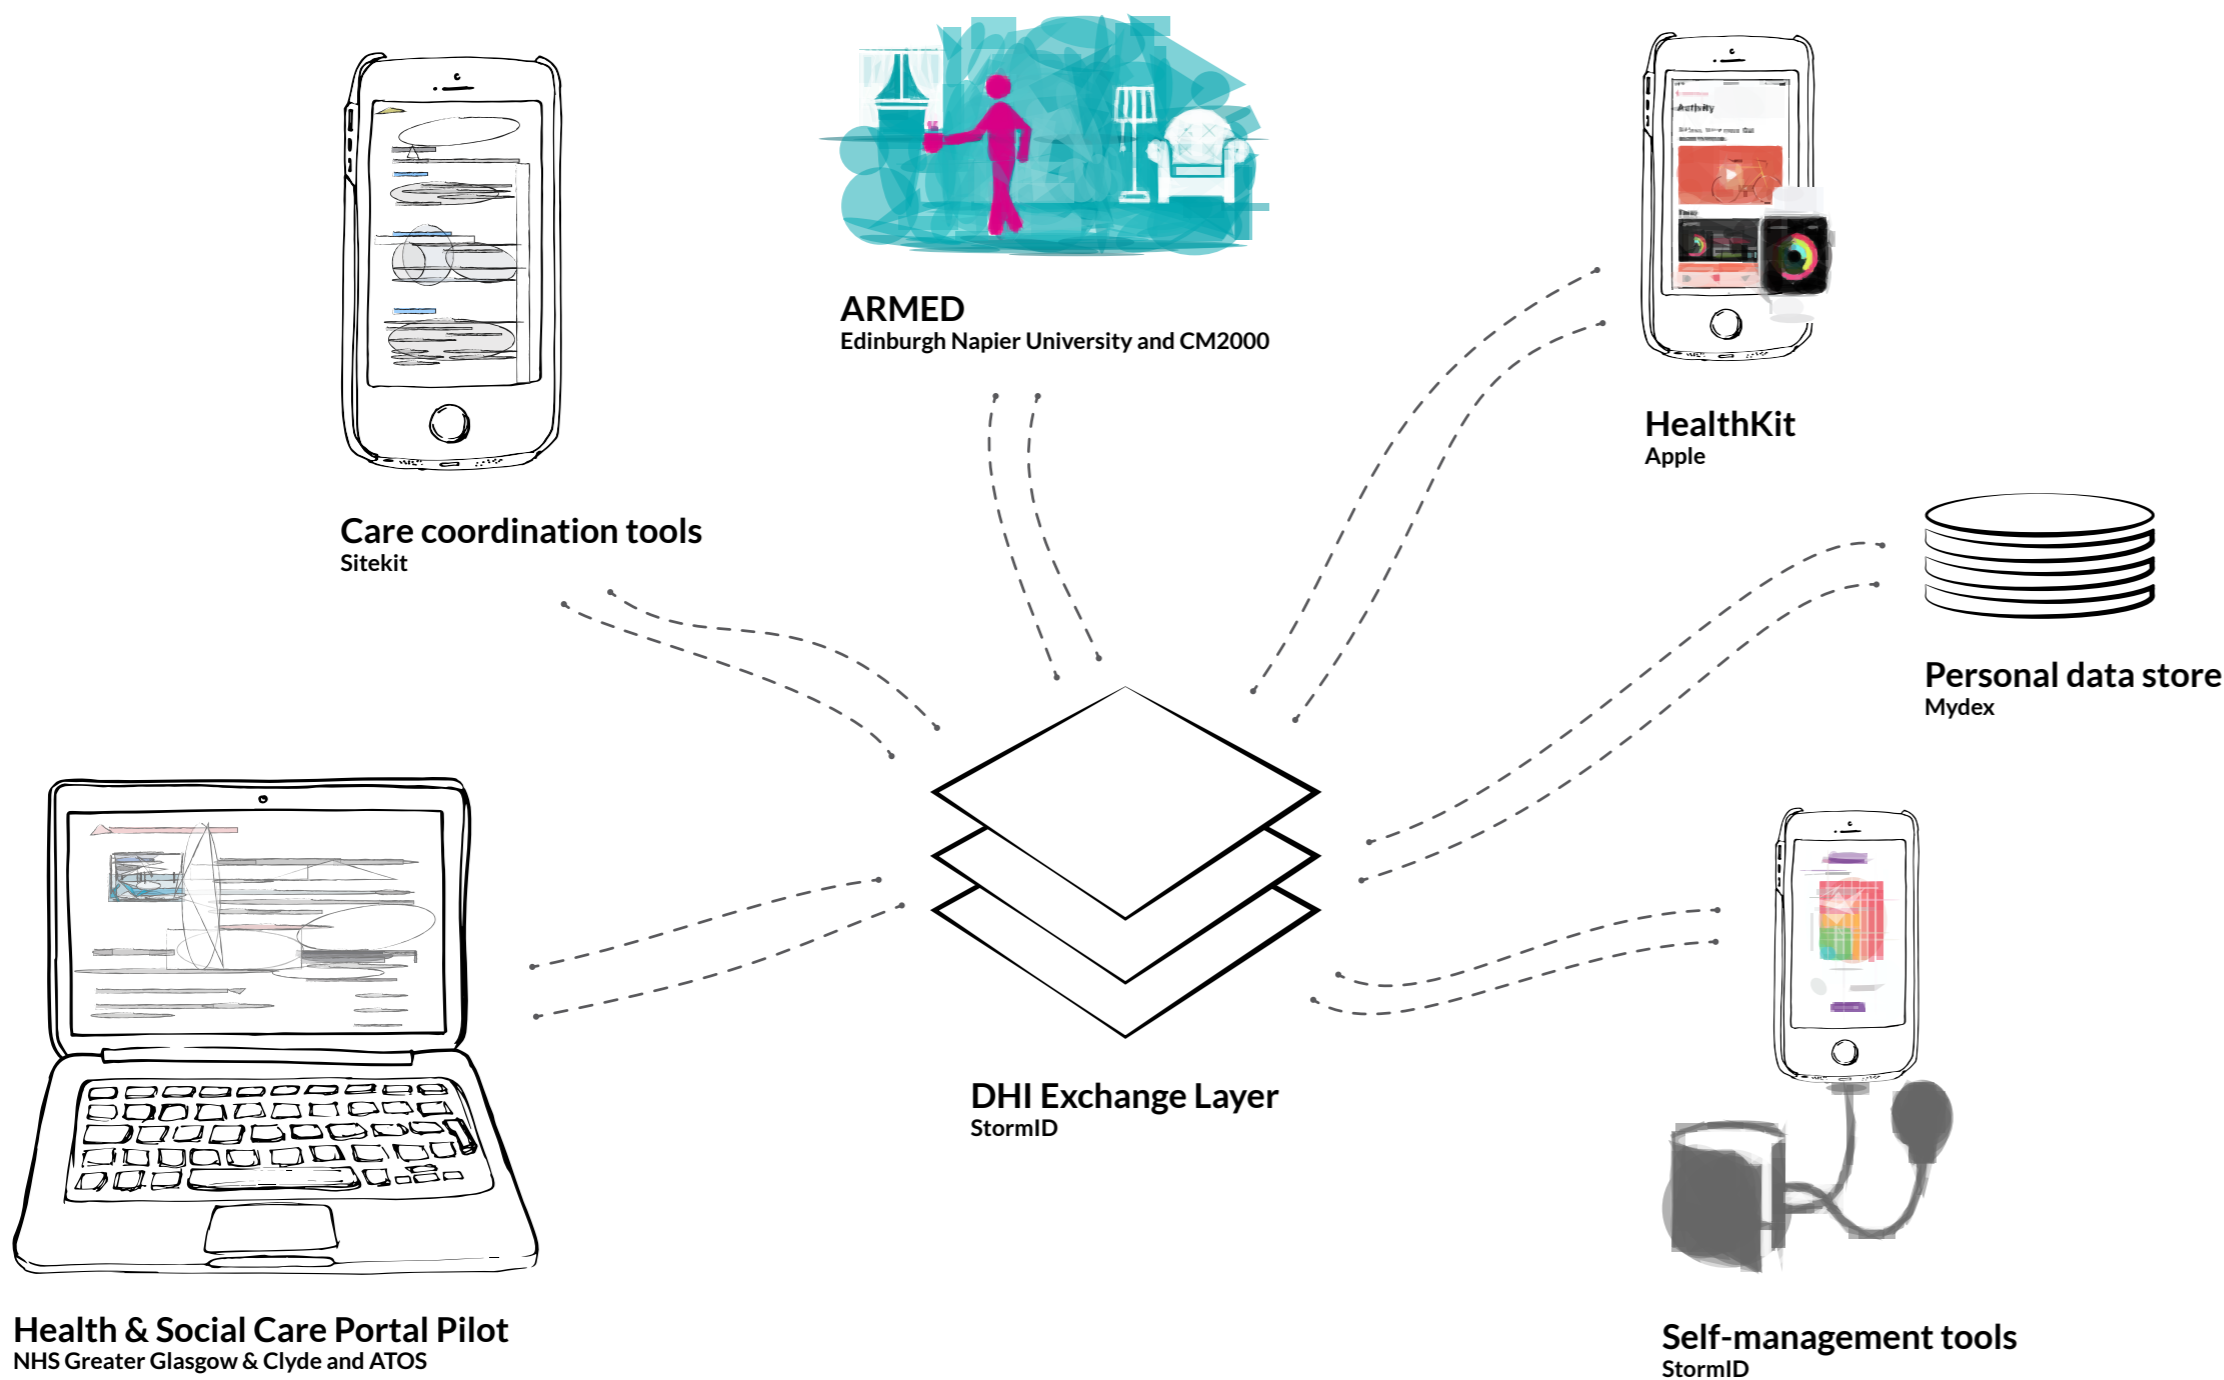 Activity
ARMED
Edinburgh Napier University and CM2000
HealthKit
Apple
Care coordination tools
Sitekit
Personal data store
Mydex
DHI Exchange Layer
StormID
Health & Social Care Portal Pilot
NHS Greater Glasgow & Clyde and ATOS
Self-management tools
StormID